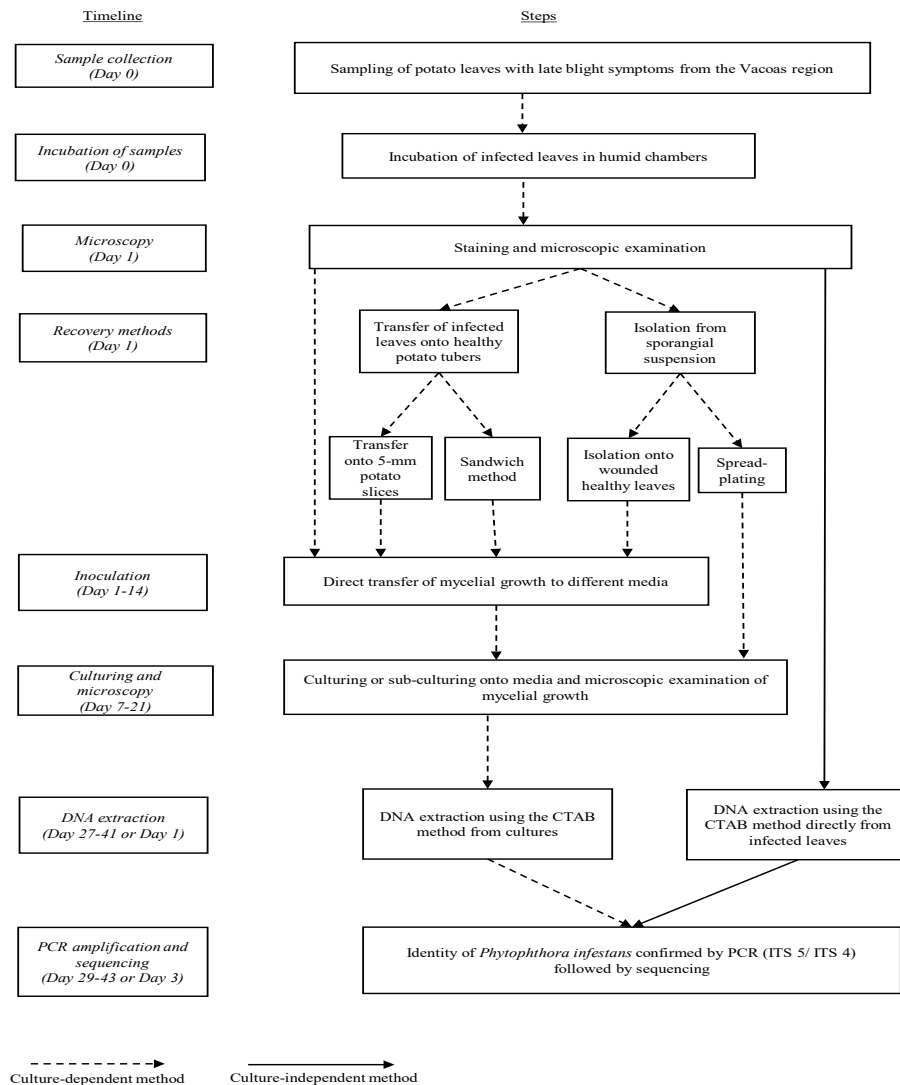 Timeline
Steps
Sample collection
(Day 0)
Sampling of potato leaves with late blight symptoms from the Vacoas region
Incubation of samples
(Day 0)
Incubation of infected leaves in humid chambers
Microscopy
(Day 1)
Staining and microscopic examination
Recovery methods
(Day 1)
Transfer of infected
leaves onto healthy
potato tubers
Isolation from
sporangial
suspension
Transfer
onto 5-mm
potato
slices
Sandwich
method
Isolation onto
wounded
healthy leaves
Spread-
plating
Inoculation
(Day 1-14)
Direct transfer of mycelial growth to different media
Culturing and
microscopy
(Day 7-21)
Culturing or sub-culturing onto media and microscopic examination of
mycelial growth
DNA extraction
(Day 27-41 or Day 1)
DNA extraction using the CTAB
method from cultures
DNA extraction using the
CTAB method directly from
infected leaves
PCR amplification and
sequencing
(Day 29-43 or Day 3)
Identity of Phytophthora infestans confirmed by PCR (ITS 5/ ITS 4)
followed by sequencing
Culture-dependent method
Culture-independent method